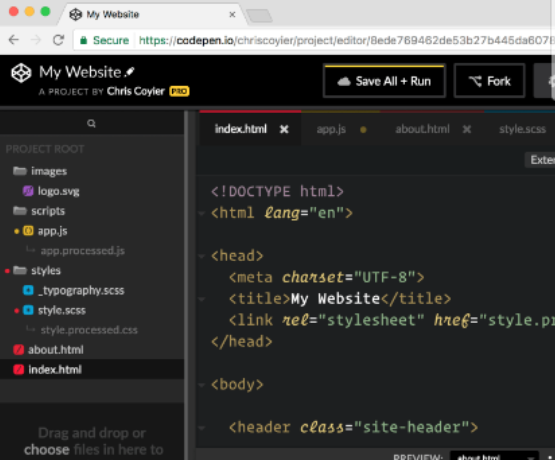 My Website
Secure https://codepen.io/chriscoyier/project/editor/8ede769462de53b27b445da607
My Website
A PROJECT BY Chris Coyier PRO
Save All + Run
Fork
index.html
app.js
about.html
style.scss
PROJECT ROOT
images
logo.svg
scripts
app.js
app.processed.js
styles
_typography.scss
style.scss
style.processed.css
about.html
index.html
Drag and drop or
choose files in here to
Exter
<!DOCTYPE html>
<html lang="en">
<head>
<meta charset="UTF-8">
<title>My Website</title>
<link rel="stylesheet" href="style.pr
</head>
<body>
<header class="site-header">
PREVIEW: about.html